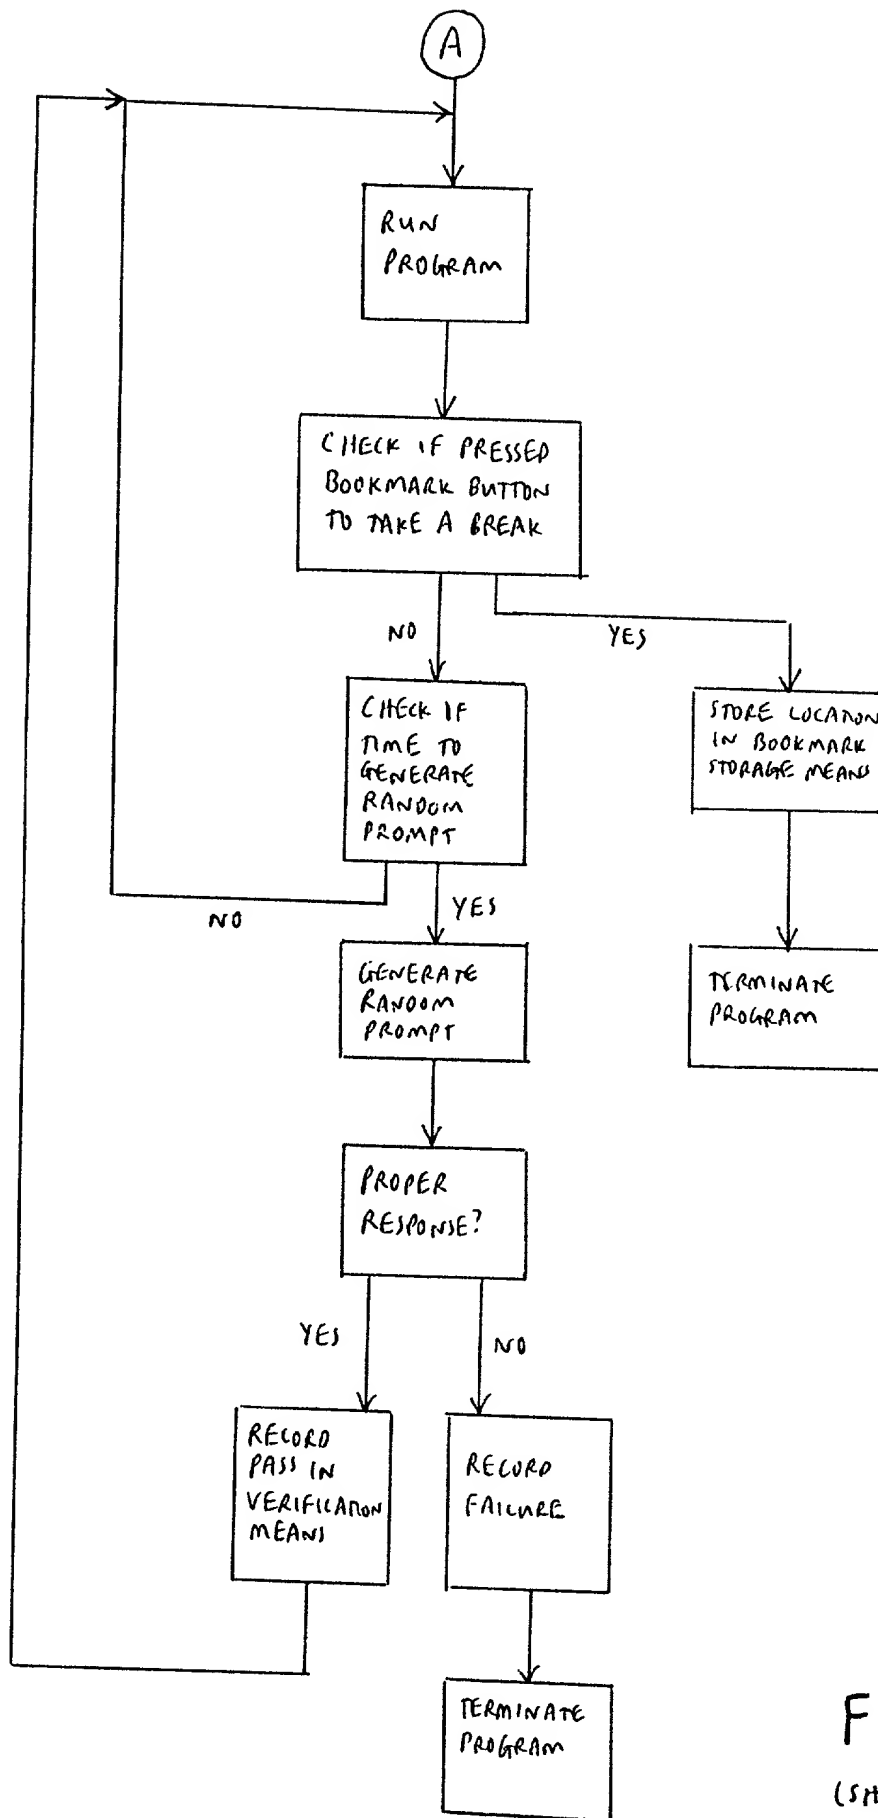 A
RUN
PROGRAM
CHECK IF PRESSED
BOOKMARK BUTTON
TO TAKE A BREAK
NO
YES
CHECK IF
TIME TO
GENERATE
RANDOM
PROMPT
STORE LOCATION
IN BOOKMARK
STORAGE MEANS
NO
YES
GENERATE
RANDOM
PROMPT
TERMINATE
PROGRAM
PROPER
RESPONSE?
YES
NO
RECORD
PASS IN
VERIFICATION
MEANS
RECORD
FAILURE
TERMINATE
PROGRAM
F